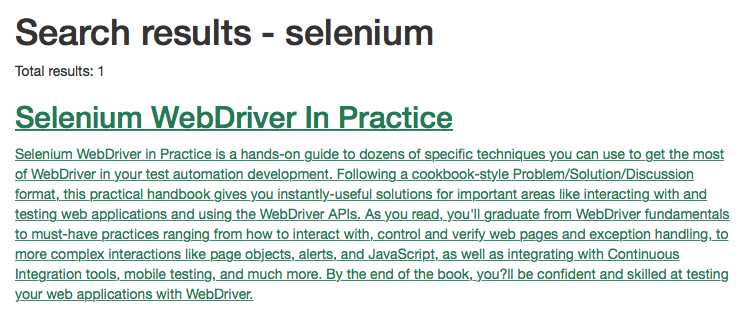 Search results - selenium
Total results: 1
Selenium WebDriver In Practice
Selenium WebDriver in Practice is a hands-on guide to dozens of specific techniques you can use to get the most
of WebDriver in your test automation development. Following a cookbook-style Problem/Solution/Discussion
format, this practical handbook gives you instantly-useful solutions for important areas like interacting with and
testing web applications and using the WebDriver APIs. As you read, you'll graduate from WebDriver fundamentals
to must-have practices ranging from how to interact with, control and verify web pages and exception handling, to
more complex interactions like page objects, alerts, and JavaScript, as well as integrating with Continuous
Integration tools, mobile testing, and much more. By the end of the book, you?ll be confident and skilled at testing
your web applications with WebDriver.